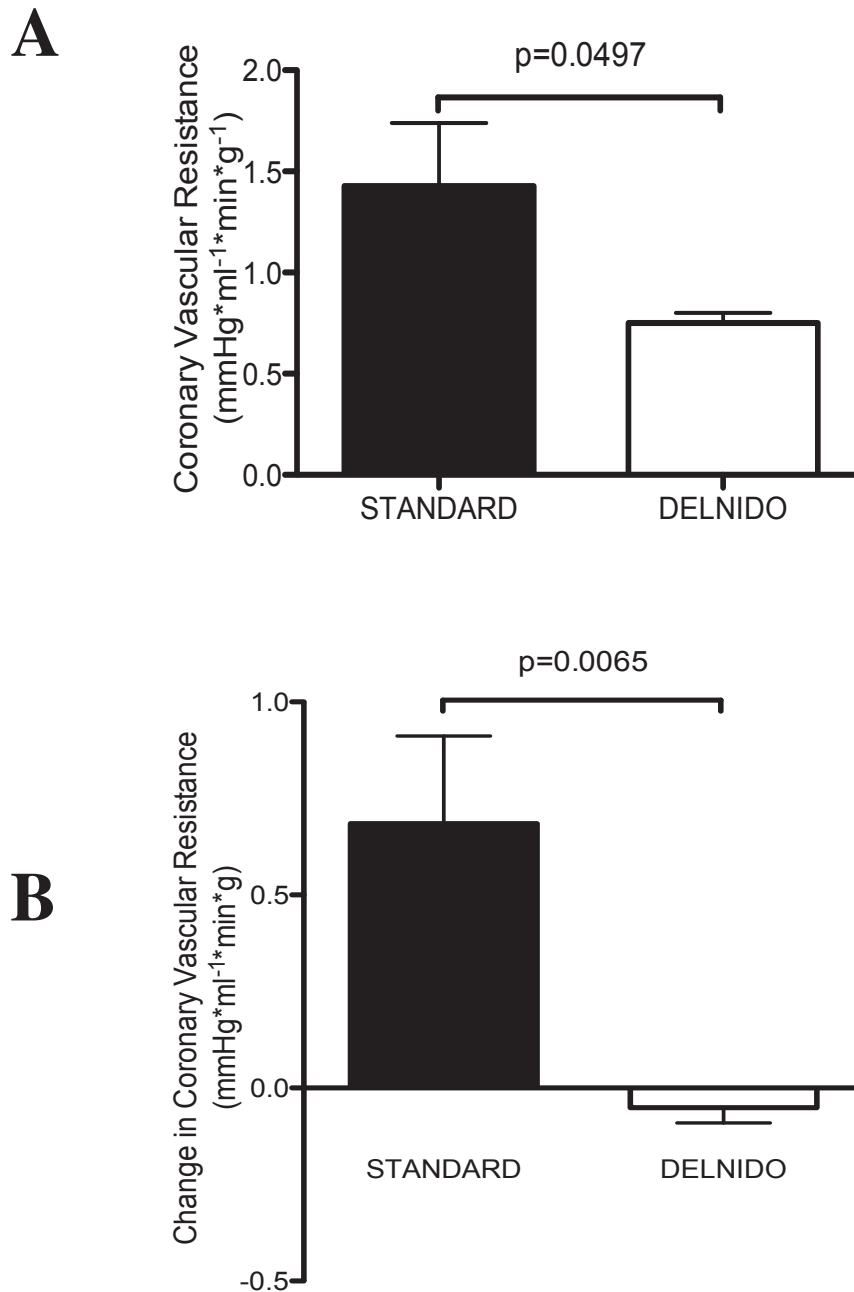 A
p=0.0497
Coronary Vascular Resistance
(mmHg*ml-1*min*g-1)
2.0
1.5
1.0
0.5
0.0
STANDARD DELNIDO
p=0.0065
B
Change in Coronary Vascular Resistance
(mmHg*ml-1*min*g)
1.0
0.5
0.0
STANDARD DELNIDO
-0.5